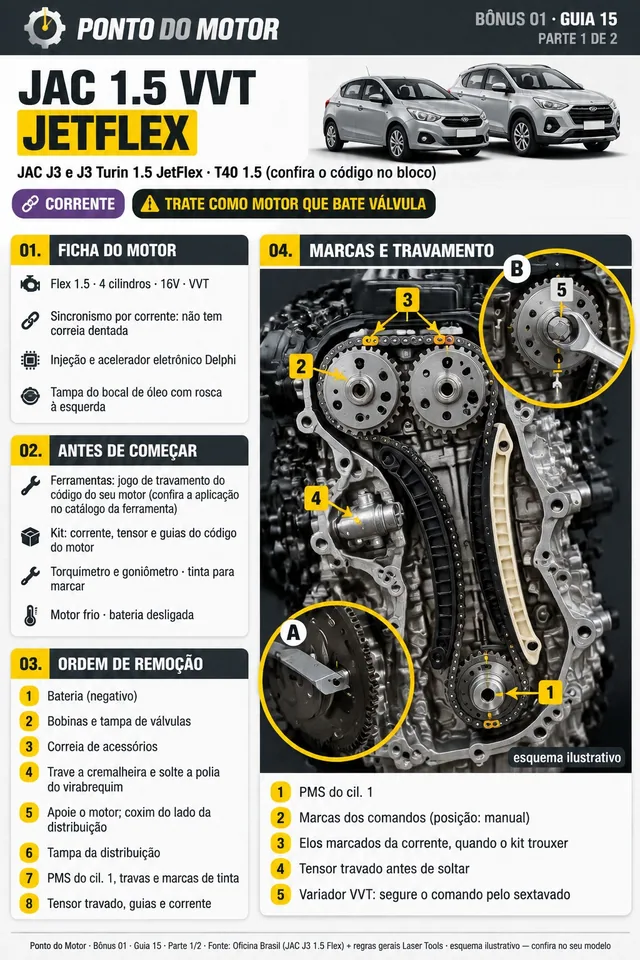 PONTO DO MOTOR
BÔNUS 01 · GUIA 15
PARTE 1 DE 2
JAC 1.5 VVT
JETFLEX
JAC J3 e J3 Turin 1.5 JetFlex · T40 1.5 (confira o código no bloco)
CORRENTE
TRATE COMO MOTOR QUE BATE VÁLVULA
01. FICHA DO MOTOR
Flex 1.5 · 4 cilindros · 16V · VVT
Sincronismo por corrente: não tem
correia dentada
Injeção e acelerador eletrônico Delphi
Tampa do bocal de óleo com rosca
à esquerda
02. ANTES DE COMEÇAR
Ferramentas: jogo de travamento do
código do seu motor (confira a aplicação
no catálogo da ferramenta)
Kit: corrente, tensor e guias do código
do motor
Torquímetro e goniômetro · tinta para
marcar
Motor frio · bateria desligada
03. ORDEM DE REMOÇÃO
1 Bateria (negativo)
2 Bobinas e tampa de válvulas
3 Correia de acessórios
4 Trave a cremalheira e solte a polia
do virabrequim
5 Apoie o motor; coxim do lado da
distribuição
6 Tampa da distribuição
7 PMS do cil. 1, travas e marcas de tinta
8 Tensor travado, guias e corrente
04. MARCAS E TRAVAMENTO
B
5
3
2
4
A
1
esquema ilustrativo
1 PMS do cil. 1
2 Marcas dos comandos (posição: manual)
3 Elos marcados da corrente, quando o kit trouxer
4 Tensor travado antes de soltar
5 Variador VVT: segure o comando pelo sextavado
Ponto do Motor · Bônus 01 · Guia 15 · Parte 1/2 · Fonte: Oficina Brasil (JAC J3 1.5 Flex) + regras gerais Laser Tools · esquema ilustrativo — confira no seu modelo